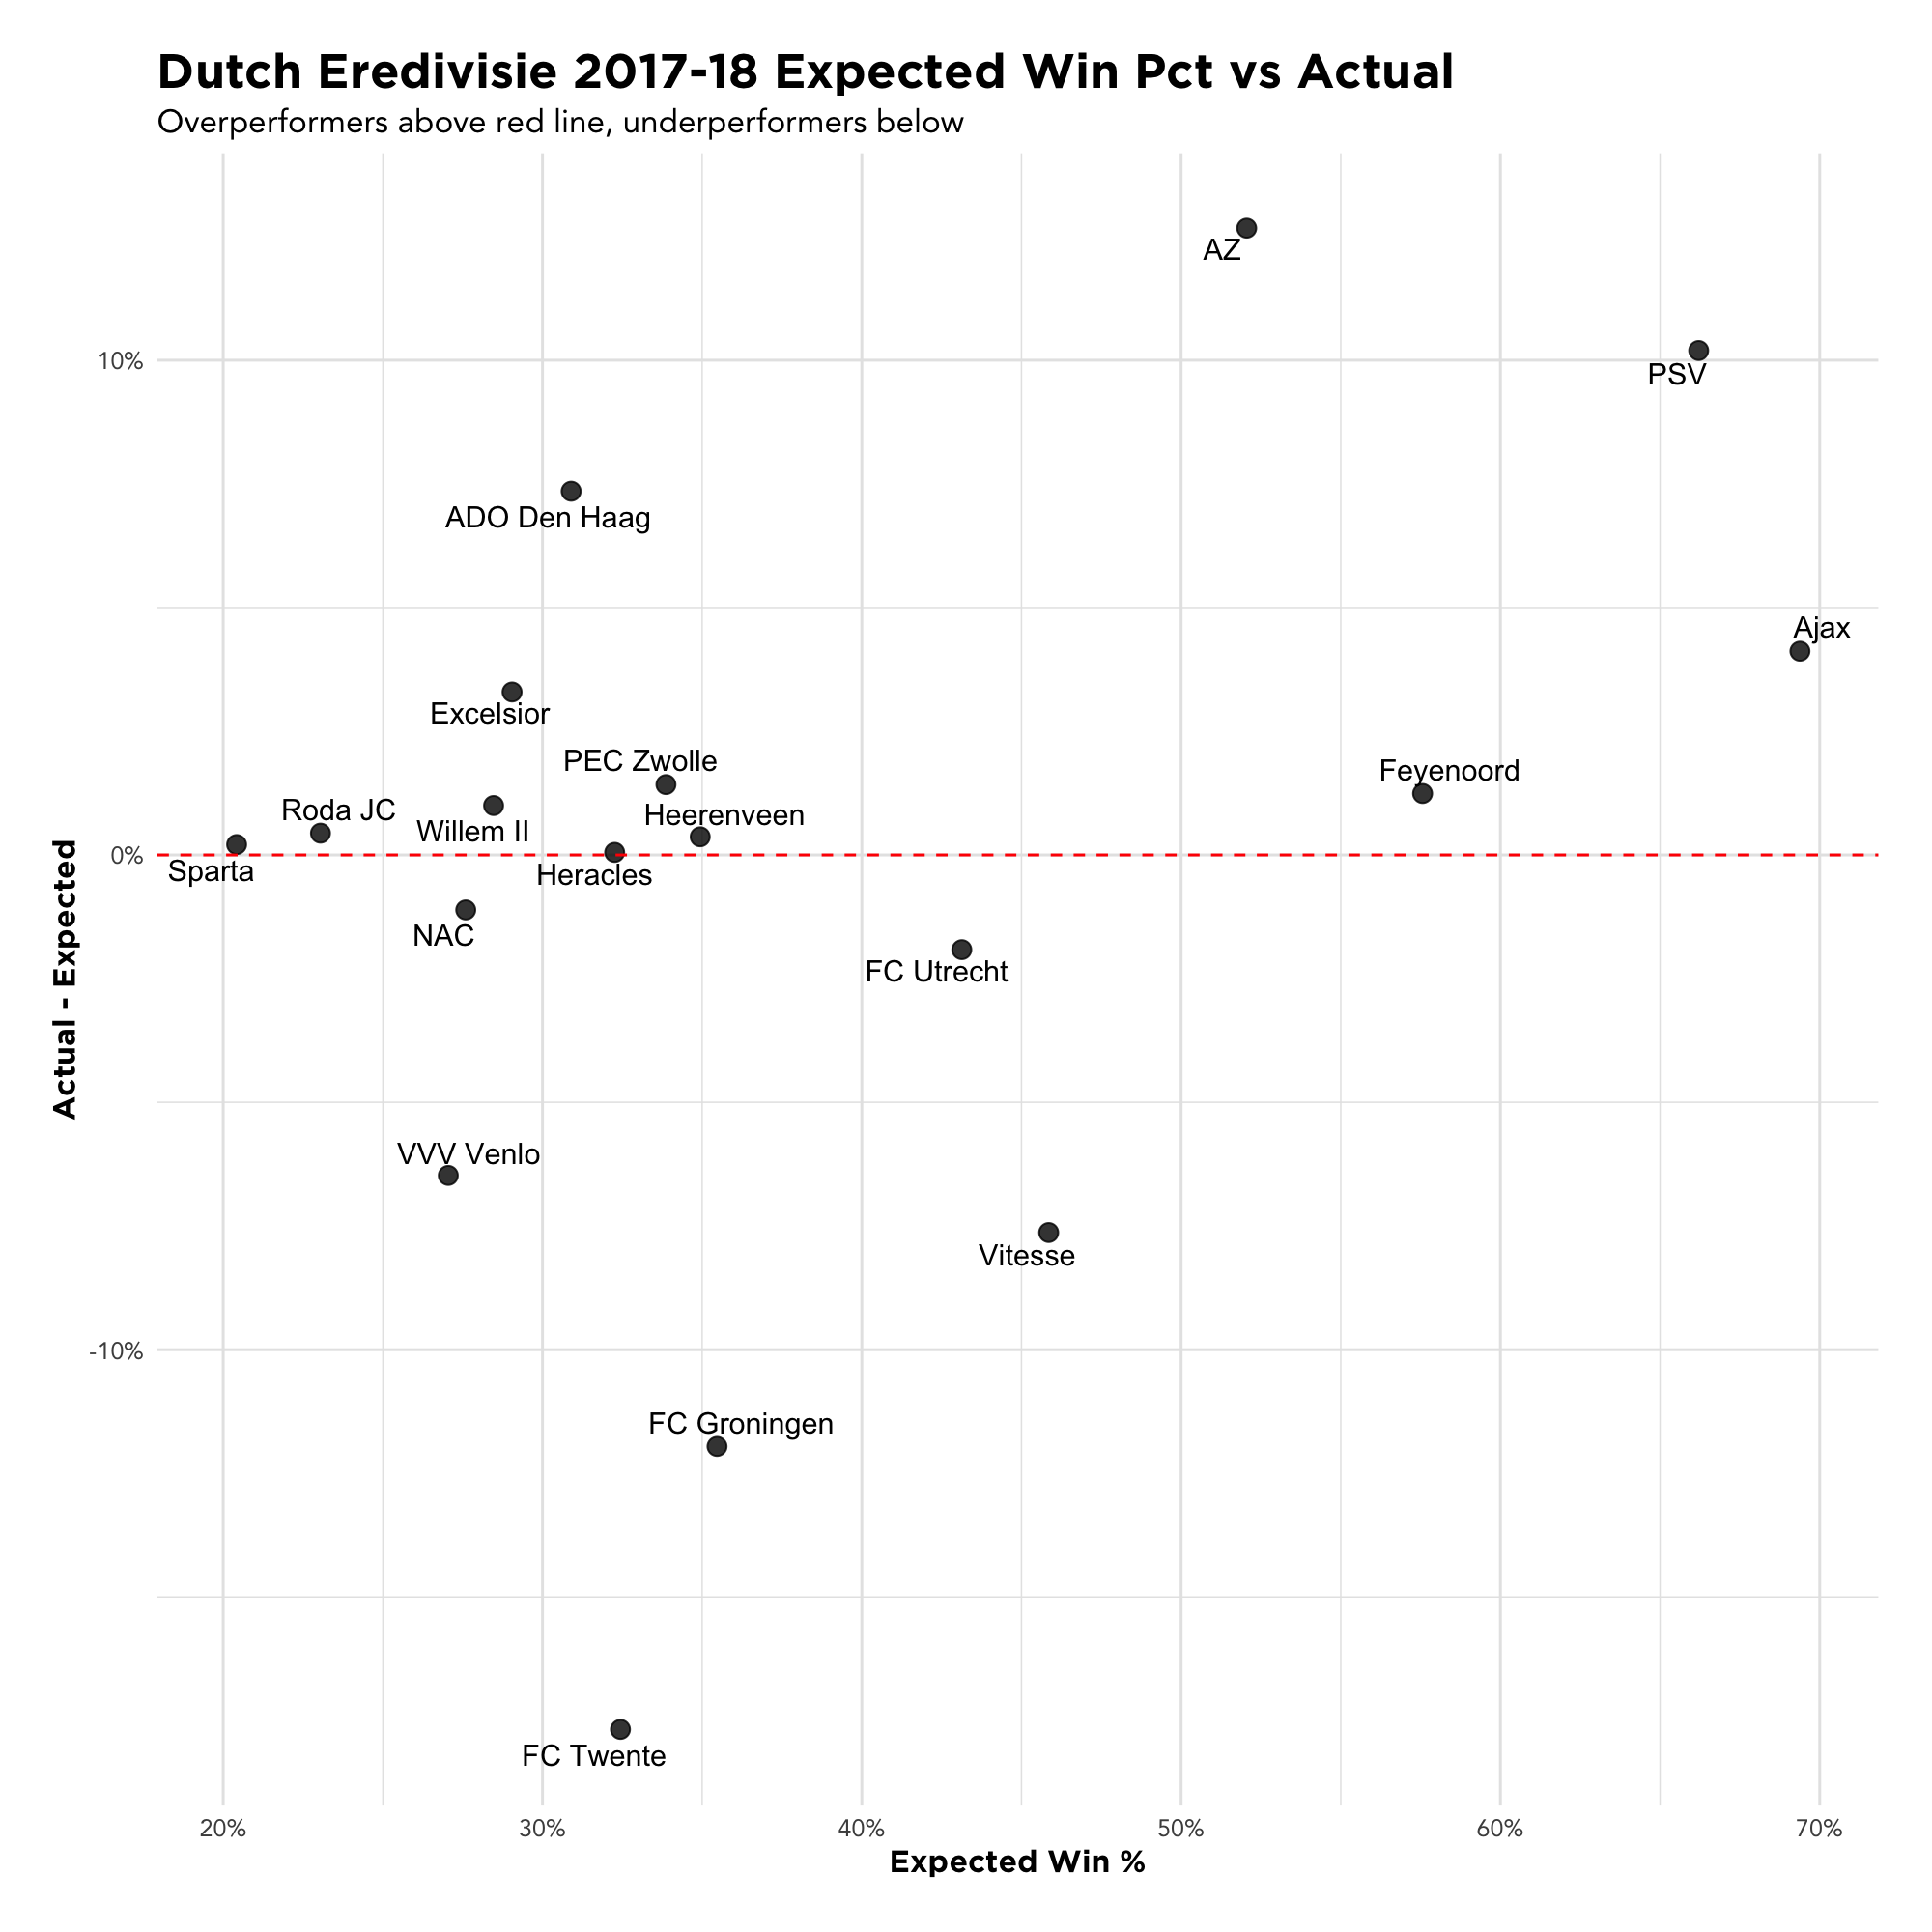 Dutch Eredivisie 2017-18 Expected Win Pct vs Actual
Overperformers above red line, underperformers below
AZ
10%
PSV
ADO Den Haag
Ajax
Excelsior
PEC Zwolle
Feyenoord
Roda JC
Heerenveen
Willem II
0%
Sparta
Heracles
NAC
FC Utrecht
Actual - Expected
VVV Venlo
Vitesse
-10%
FC Groningen
FC Twente
20%
30%
40%
50%
60%
70%
Expected Win %